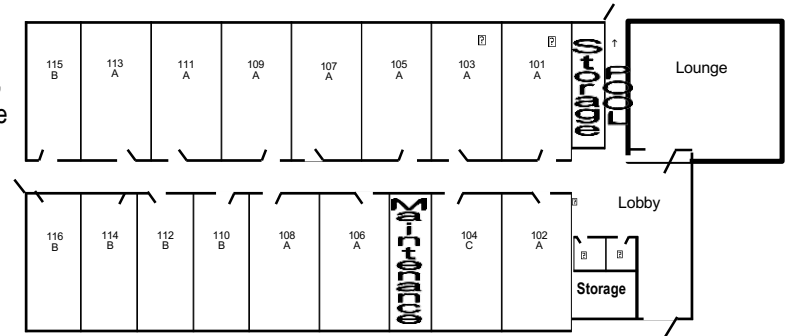 115
B
113
A
111
A
109
A
107
A
105
A
103
A
101
A
Storage
↑
POOL
Lounge
e
116
B
114
B
112
B
110
B
108
A
106
A
Maintenance
104
C
102
A
Lobby
Storage